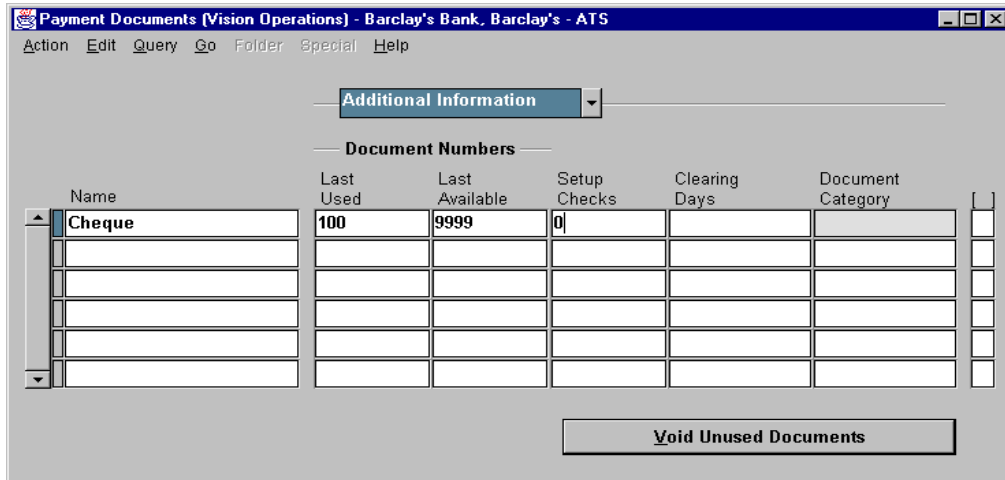 Payment Documents (Vision Operations) - Barclay's Bank, Barclay's - ATS
Action Edit Query Go Folder Special Help
Additional Information
Document Numbers
Name Last Used Last Available Setup Checks Clearing Days Document Category [ ]
Cheque 100 9999 0
Void Unused Documents